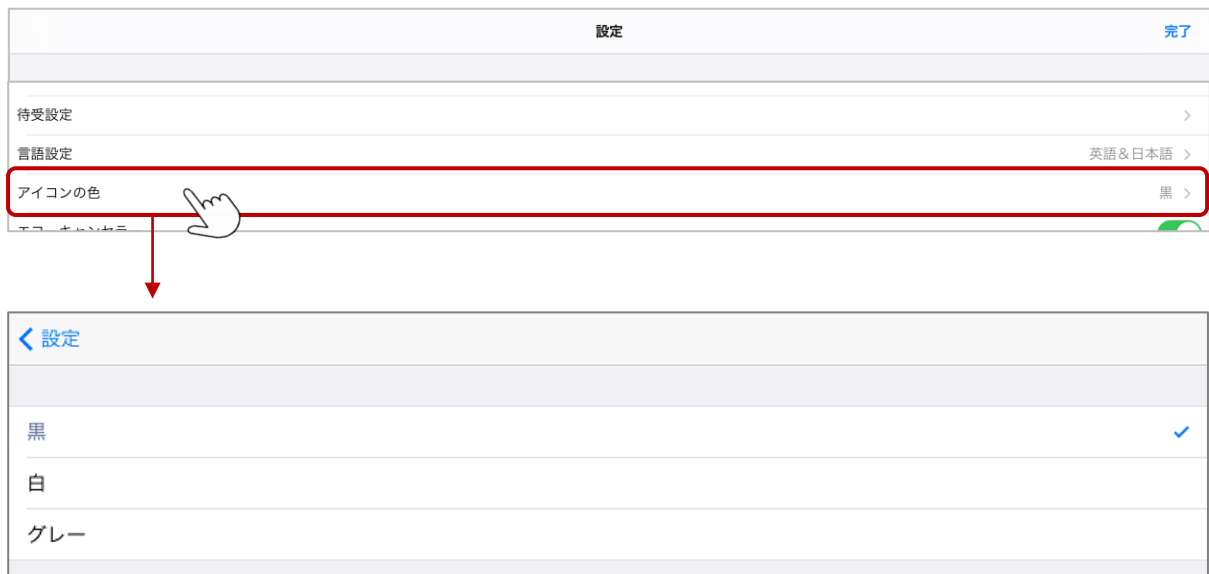 設定
完了
待受設定
言語設定 英語&日本語
アイコンの色 黒
設定
黒
白
グレー